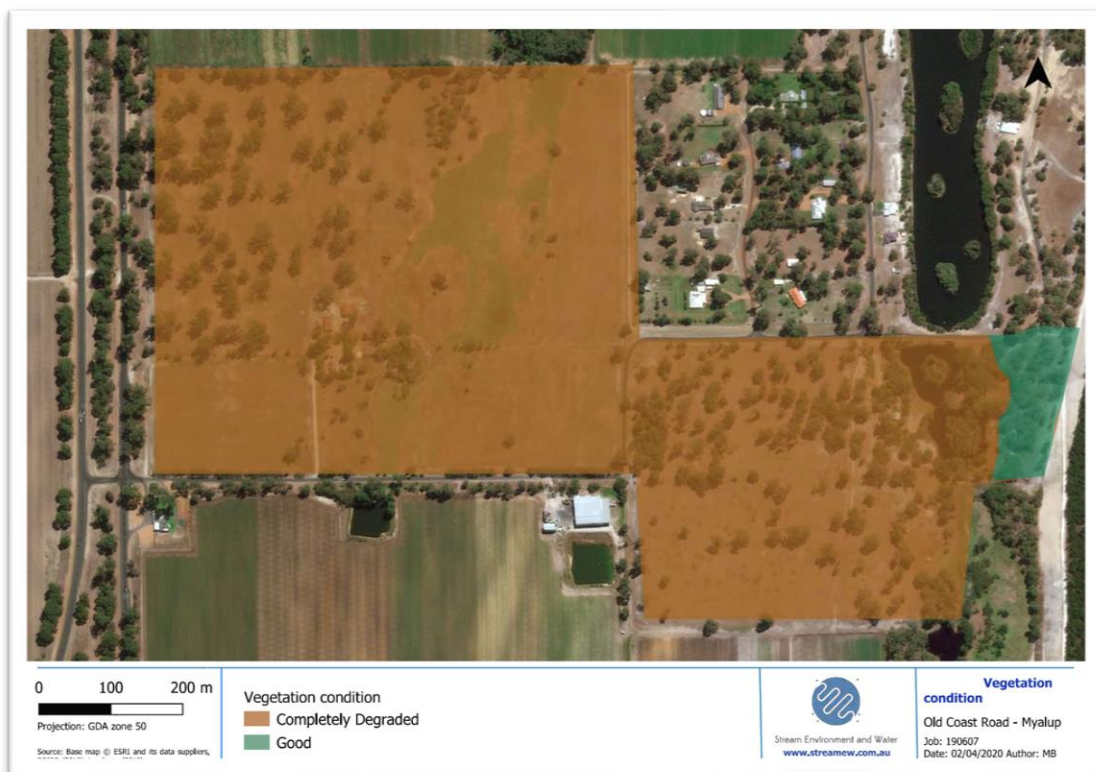 0 100 200 m
Projection: GDA zone 50
Source: Base map © ESRI and its data suppliers,
Vegetation condition
Completely Degraded
Good
Stream Environment and Water
www.streamew.com.au
Vegetation
condition
Old Coast Road - Myalup
Job: 190607
Date: 02/04/2020 Author: MB